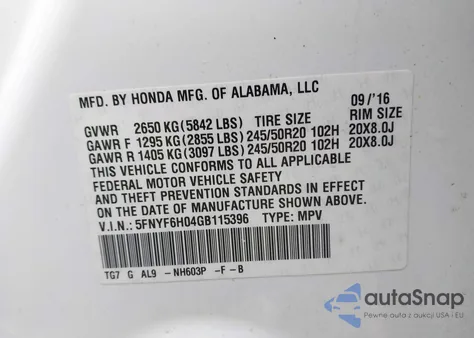 MFD. BY HONDA MFG. OF ALABAMA, LLC
09/'16
GVWR 2650 KG(5842 LBS) TIRE SIZE RIM SIZE
GAWR F 1295 KG(2855 LBS) 245/50R20 102H 20X8.0J
GAWR R 1405 KG(3097 LBS) 245/50R20 102H 20X8.0J
THIS VEHICLE CONFORMS TO ALL APPLICABLE
FEDERAL MOTOR VEHICLE SAFETY
AND THEFT PREVENTION STANDARDS IN EFFECT
ON THE DATE OF MANUFACTURE SHOWN ABOVE.
V.I.N.: 5FNYF6H04GB115396 TYPE: MPV
TG7 G AL9 -NH603P -F-B
autoSnap
Pewne auta z aukcji USA i EU